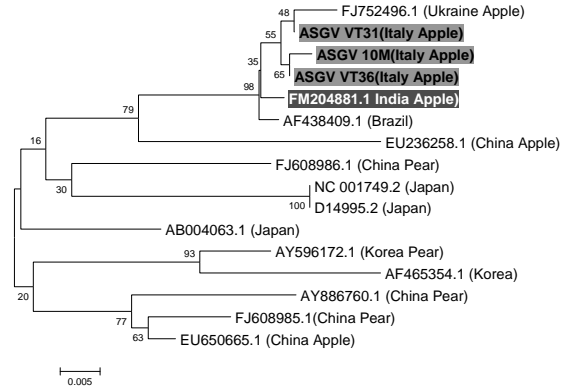 48
FJ752496.1 (Ukraine Apple)
55
ASGV VT31(Italy Apple)
ASGV 10M(Italy Apple)
35
65
ASGV VT36(Italy Apple)
98
FM204881.1 India Apple)
79
AF438409.1 (Brazil)
EU236258.1 (China Apple)
16
FJ608986.1 (China Pear)
30
NC 001749.2 (Japan)
100
D14995.2 (Japan)
AB004063.1 (Japan)
93
AY596172.1 (Korea Pear)
AF465354.1 (Korea)
20
AY886760.1 (China Pear)
77
FJ608985.1(China Pear)
63
EU650665.1 (China Apple)
0.005